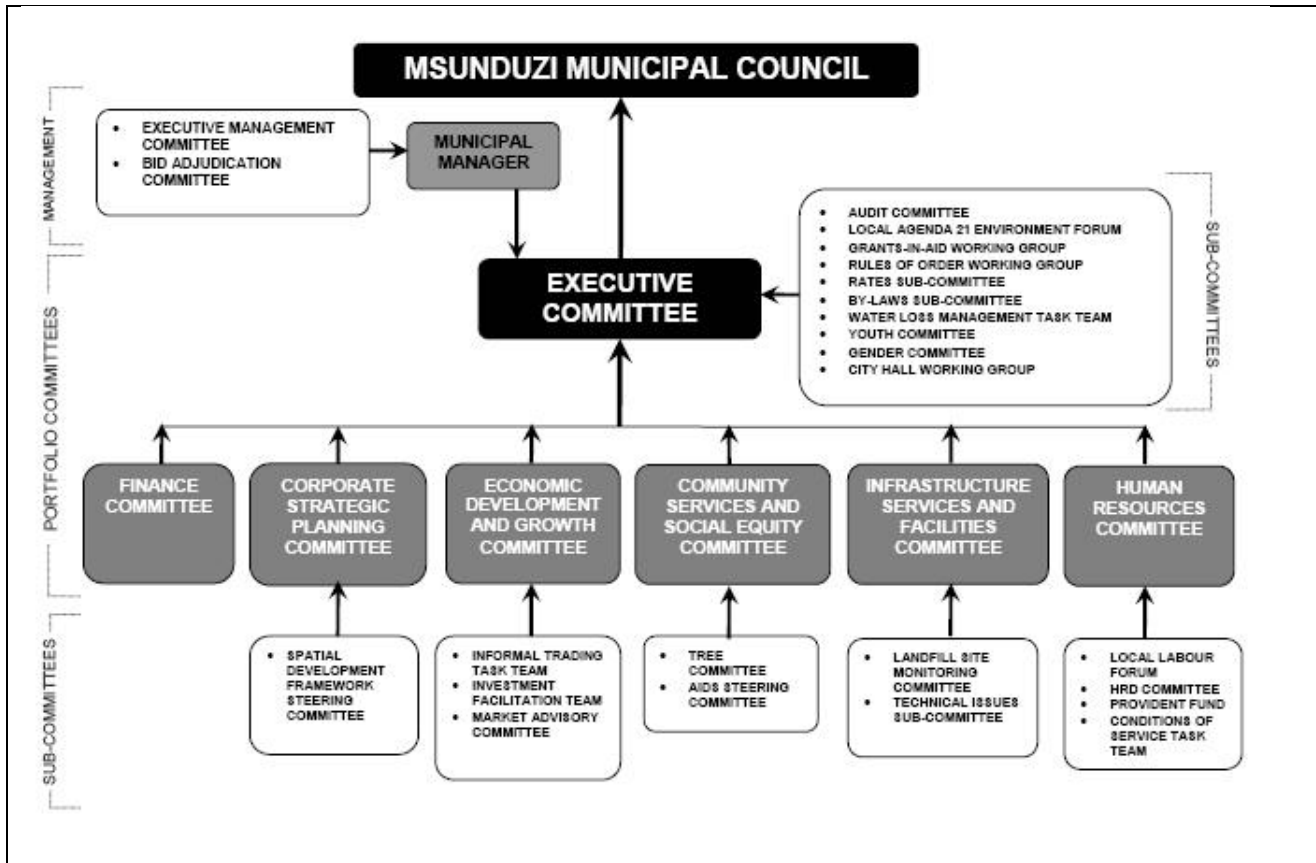 MSUNDUZI MUNICIPAL COUNCIL
MANAGEMENT
• EXECUTIVE MANAGEMENT
COMMITTEE
• BID ADJUDICATION
COMMITTEE
MUNICIPAL
MANAGER
EXECUTIVE
COMMITTEE
• AUDIT COMMITTEE
• LOCAL AGENDA 21 ENVIRONMENT FORUM
• GRANTS-IN-AID WORKING GROUP
• RULES OF ORDER WORKING GROUP
• RATES SUB-COMMITTEE
• BY-LAWS SUB-COMMITTEE
• WATER LOSS MANAGEMENT TASK TEAM
• YOUTH COMMITTEE
• GENDER COMMITTEE
• CITY HALL WORKING GROUP
SUB-COMMITTEES
PORTFOLIO COMMITTEES
FINANCE
COMMITTEE
CORPORATE
STRATEGIC
PLANNING
COMMITTEE
ECONOMIC
DEVELOPMENT
AND GROWTH
COMMITTEE
COMMUNITY
SERVICES AND
SOCIAL EQUITY
COMMITTEE
INFRASTRUCTURE
SERVICES AND
FACILITIES
COMMITTEE
HUMAN
RESOURCES
COMMITTEE
SUB-COMMITTEES
• SPATIAL
DEVELOPMENT
FRAMEWORK
STEERING
COMMITTEE
• INFORMAL TRADING
TASK TEAM
• INVESTMENT
FACILITATION TEAM
• MARKET ADVISORY
COMMITTEE
• TREE
COMMITTEE
• AIDS STEERING
COMMITTEE
• LANDFILL SITE
MONITORING
COMMITTEE
• TECHNICAL ISSUES
SUB-COMMITTEE
• LOCAL LABOUR
FORUM
• HRD COMMITTEE
• PROVIDENT FUND
• CONDITIONS OF
SERVICE TASK
TEAM